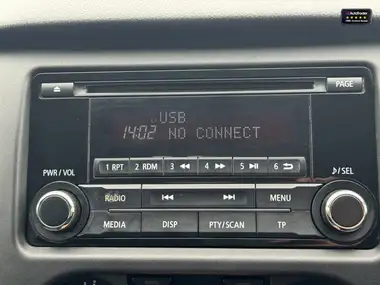 AutoTrader
PAGE
USB
14:02 NO CONNECT
1 RPT 2 RDM 3 ◀◀ 4 ▶▶ 5 ▶|| 6
PWR / VOL
♪/SEL
RADIO |◀◀ ▶▶| MENU
MEDIA DISP PTY/SCAN TP